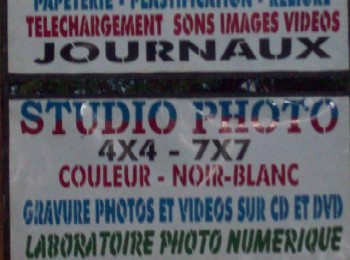 PAPETERIE - PLASTIFICATION - RELIURE
TELECHARGEMENT SONS IMAGES VIDEOS
JOURNAUX
STUDIO PHOTO
4X4 - 7X7
COULEUR - NOIR-BLANC
GRAVURE PHOTOS ET VIDEOS SUR CD ET DVD
LABORATOIRE PHOTO NUMERIQUE